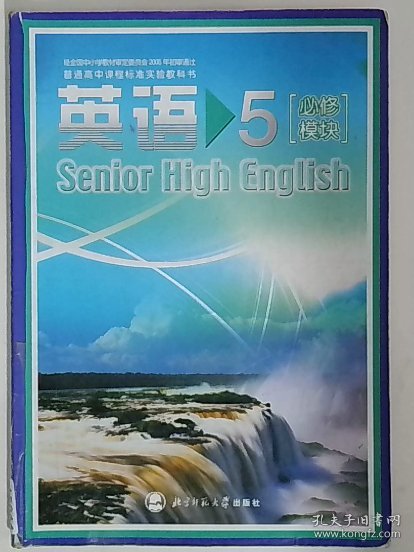 经全国中小学教材审定委员会2005年初审通过
普通高中课程标准实验教科书
英语 5 [必修模块]
Senior High English
北京师范大学出版社
孔夫子旧书网
kongfz.com